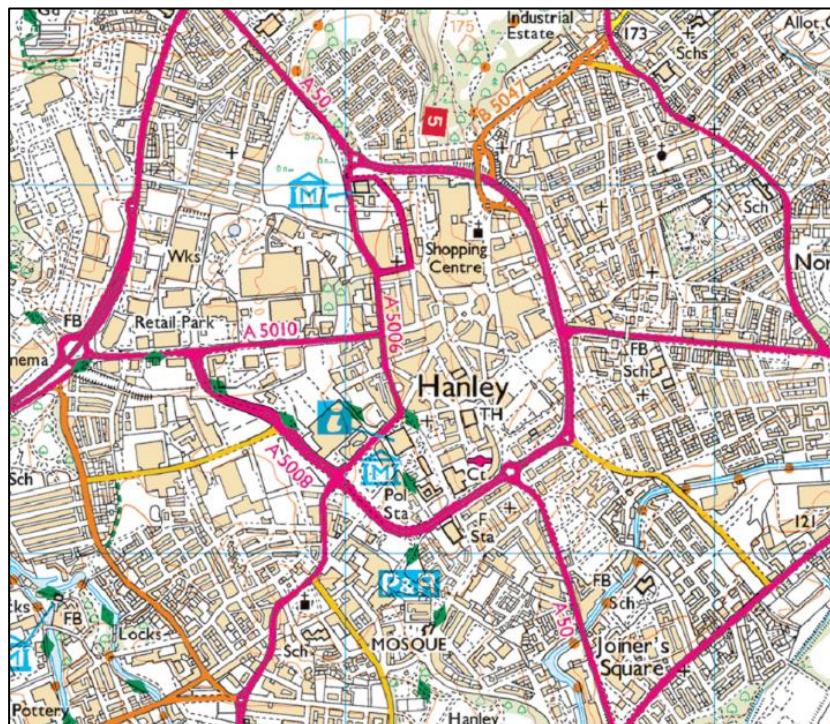 Industrial
Estate
175
173
Allot
Schs
A 50
B 5047
5
M
Sch
Shopping
Centre
Wks
Nor
FB
Retail Park
A 5010
A 5006
FB
Sch
nema
Hanley
TH
i
M
A 5008
Ct
Sch
Pol
Sta
F
Sta
121
P&R
FB
Sch
A 50
cks
FB
Locks
MOSQUE
Joiner's
Square
Sch
Pottery
Hanley